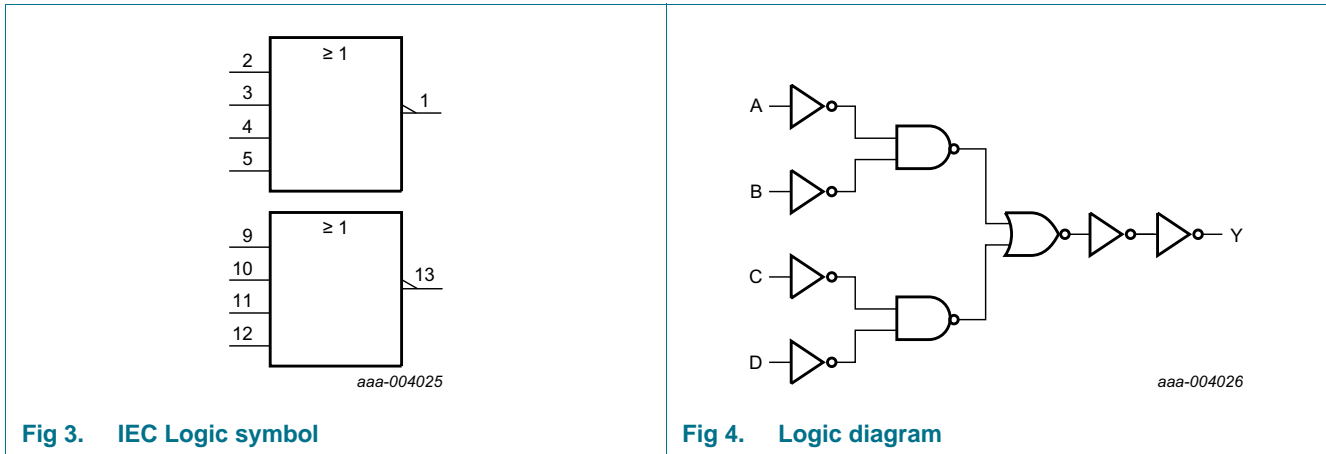 ≥ 1
2
3
4
5
1
≥ 1
9
10
11
12
13
aaa-004025
Fig 3. IEC Logic symbol
A
B
C
D
Y
aaa-004026
Fig 4. Logic diagram